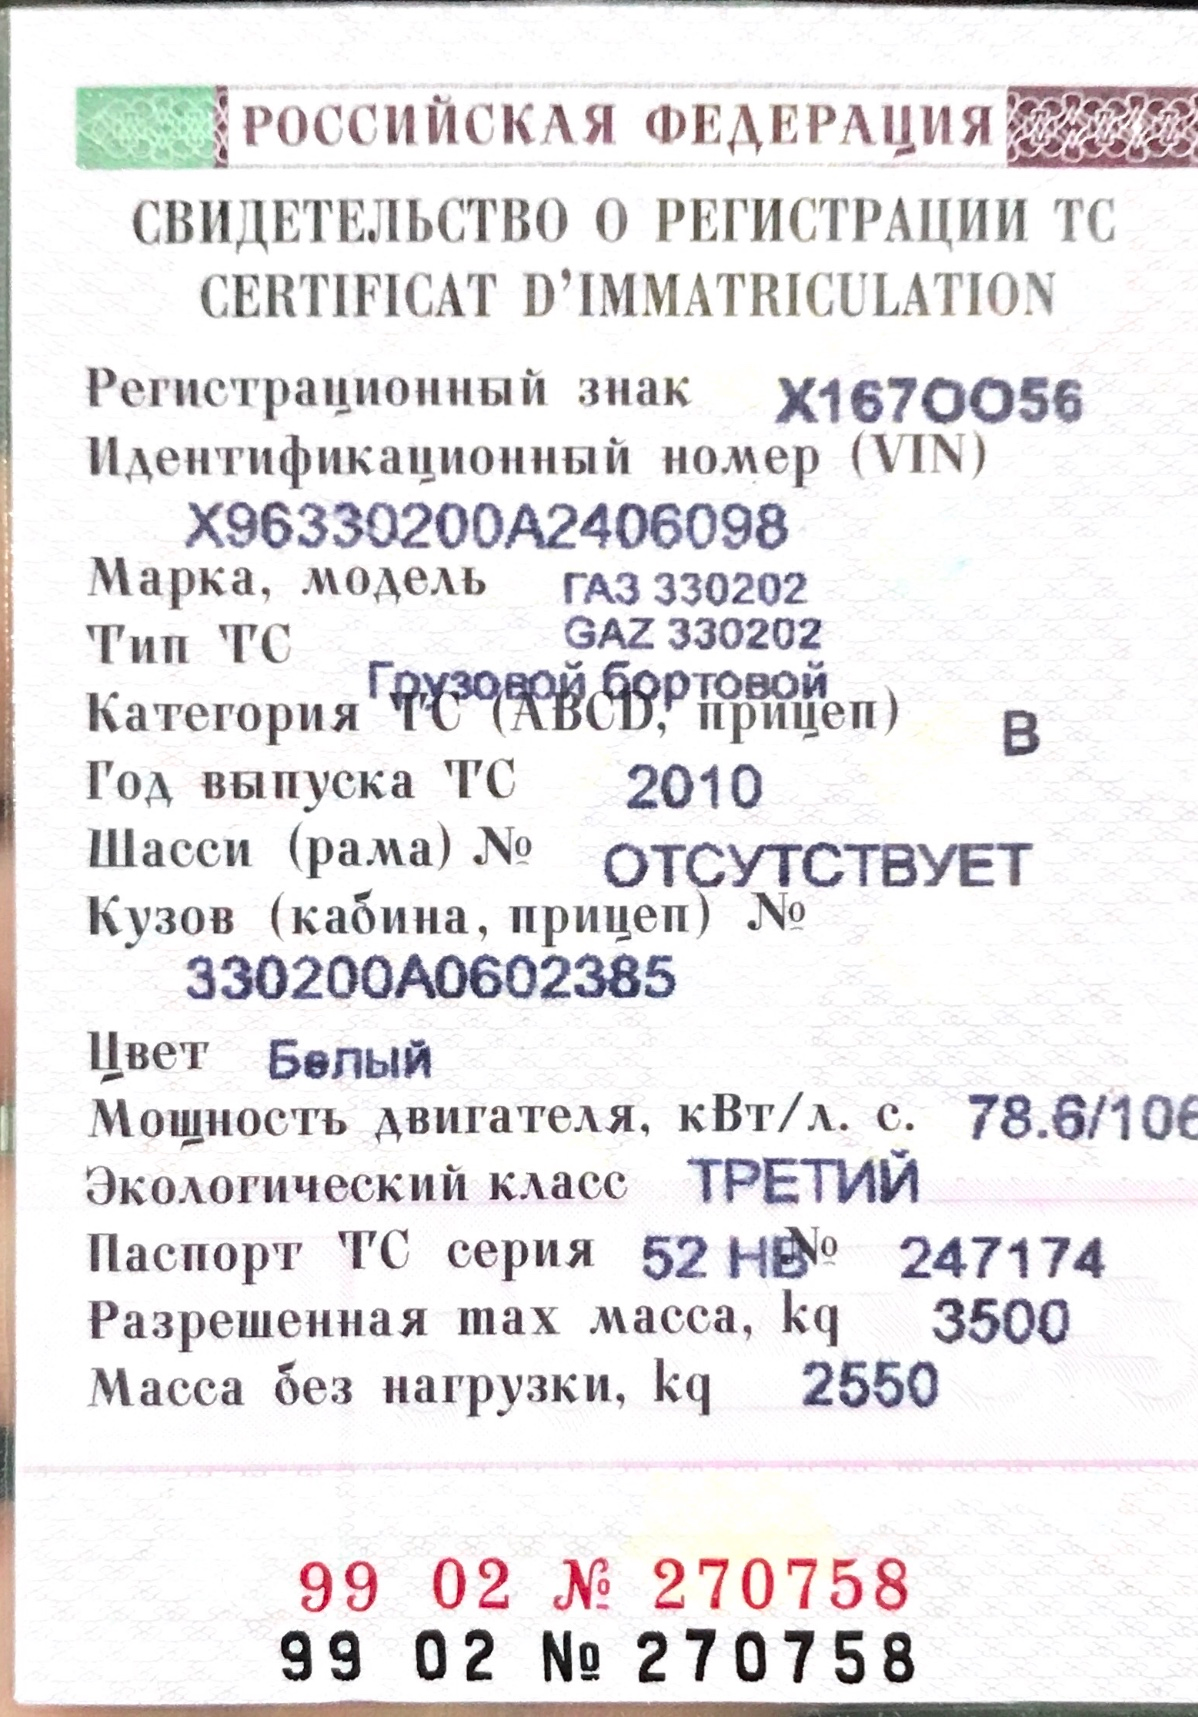 РОССИЙСКАЯ ФЕДЕРАЦИЯ
СВИДЕТЕЛЬСТВО О РЕГИСТРАЦИИ ТС
CERTIFICAT D'IMMATRICULATION
Регистрационный знак Х167ОО56
Идентификационный номер (VIN)
X96330200A2406098
Марка, модель ГАЗ 330202
Тип ТС GAZ 330202
Грузовой бортовой
Категория ТС (ABCD, прицеп) B
Год выпуска ТС 2010
Шасси (рама) № ОТСУТСТВУЕТ
Кузов (кабина, прицеп) №
330200A0602385
Цвет Белый
Мощность двигателя, кВт/л. с. 78.6/106
Экологический класс ТРЕТИЙ
Паспорт ТС серия 52 НВ № 247174
Разрешенная max масса, kq 3500
Масса без нагрузки, kq 2550
99 02 № 270758
99 02 № 270758